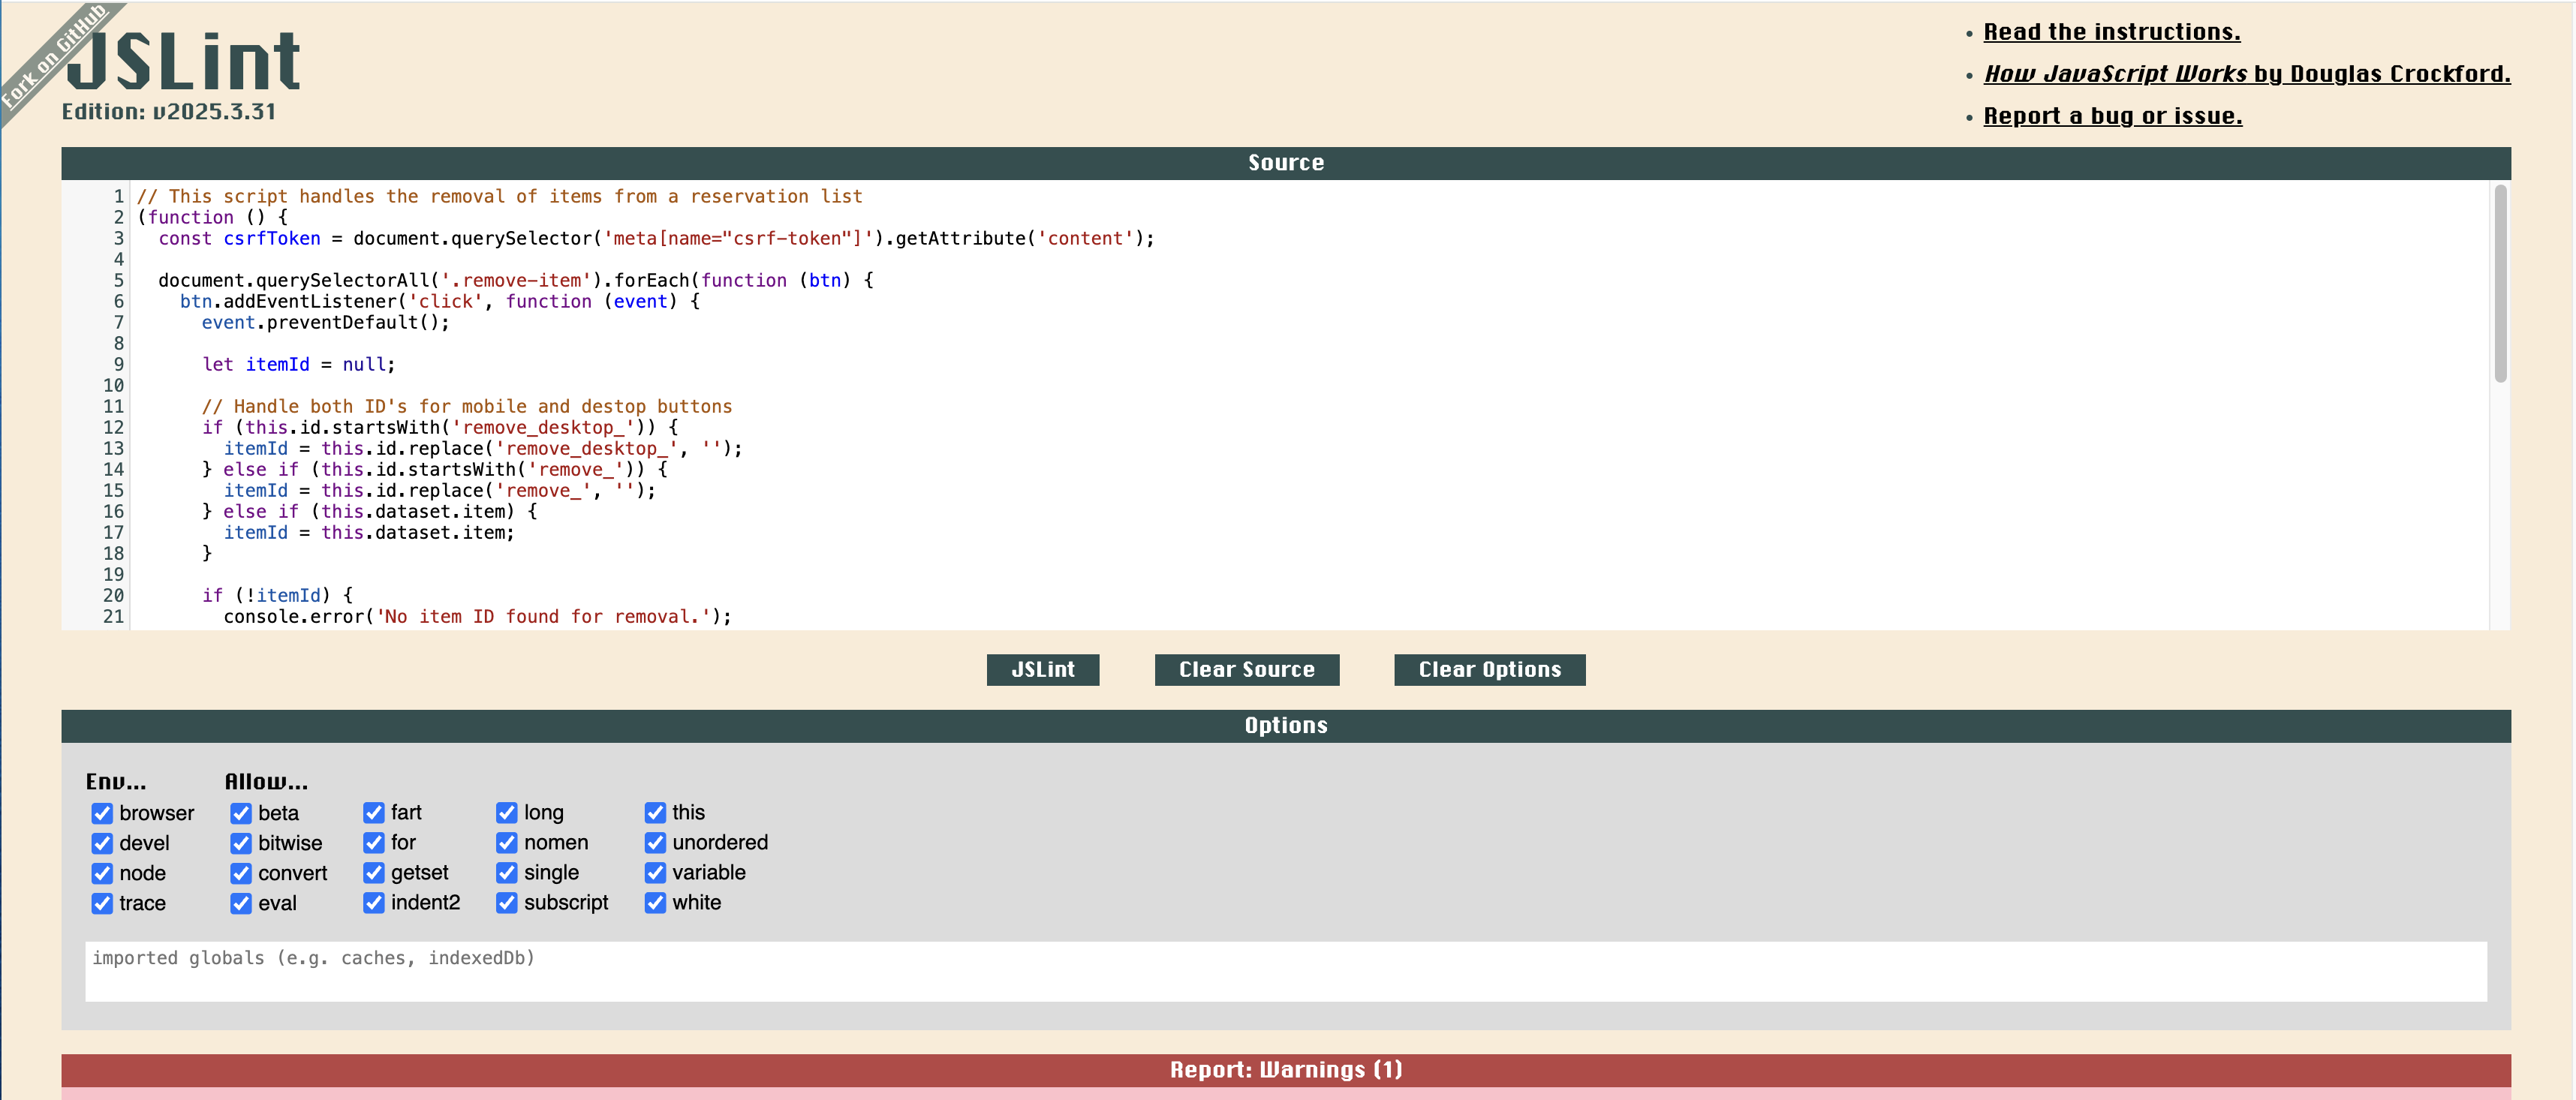 Fork on GitHub
JSLint
Edition: v2025.3.31
• Read the instructions.
• How JavaScript Works by Douglas Crockford.
• Report a bug or issue.
Source
1 // This script handles the removal of items from a reservation list
2 (function () {
3   const csrfToken = document.querySelector('meta[name="csrf-token"]').getAttribute('content');
4
5   document.querySelectorAll('.remove-item').forEach(function (btn) {
6     btn.addEventListener('click', function (event) {
7       event.preventDefault();
8
9       let itemId = null;
10
11       // Handle both ID's for mobile and destop buttons
12       if (this.id.startsWith('remove_desktop_')) {
13         itemId = this.id.replace('remove_desktop_', '');
14       } else if (this.id.startsWith('remove_')) {
15         itemId = this.id.replace('remove_', '');
16       } else if (this.dataset.item) {
17         itemId = this.dataset.item;
18       }
19
20       if (!itemId) {
21         console.error('No item ID found for removal.');
JSLint Clear Source Clear Options
Options
Env... Allow...
browser beta fart long this
devel bitwise for nomen unordered
node convert getset single variable
trace eval indent2 subscript white
imported globals (e.g. caches, indexedDb)
Report: Warnings (1)